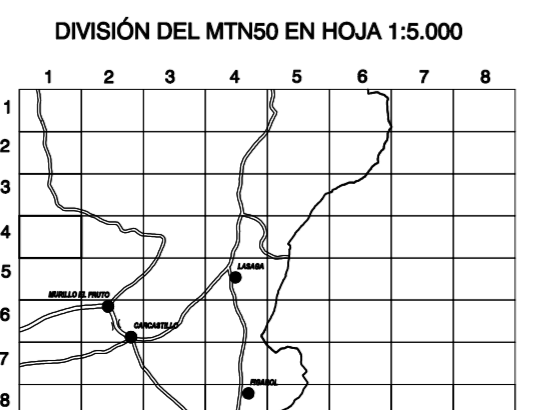 DIVISIÓN DEL MTN50 EN HOJA 1:5.000
1 2 3 4 5 6 7 8
1
2
3
4
5
LASAGA
MURILLO EL FRUTO
6
CARCASTILLO
7
FIGAROL
8